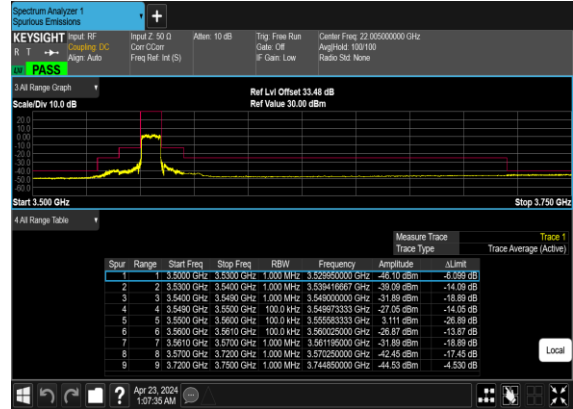 Spectrum Analyzer 1
Spurious Emissions
KEYSIGHT Input: RF Input Z: 50 Ω Atten: 10 dB Trig: Free Run Center Freq: 22.005000000 GHz
R T Coupling: DC Corr CCorr Gate: Off Avg|Hold: 100/100
Align: Auto Freq Ref: Int (S) IF Gain: Low Radio Std: None
PASS
3 All Range Graph Ref Lvl Offset 33.48 dB
Scale/Div 10.0 dB Ref Value 30.00 dBm
20.0
10.0
0.00
-10.0
-20.0
-30.0
-40.0
-50.0
-60.0
Start 3.500 GHz Stop 3.750 GHz
4 All Range Table
Measure Trace Trace 1
Trace Type Trace Average (Active)
Spur Range Start Freq Stop Freq RBW Frequency Amplitude ΔLimit
1 1 3.5000 GHz 3.5300 GHz 1.000 MHz 3.529950000 GHz -46.10 dBm -6.099 dB
2 2 3.5300 GHz 3.5400 GHz 1.000 MHz 3.539416667 GHz -39.09 dBm -14.09 dB
3 3 3.5400 GHz 3.5490 GHz 1.000 MHz 3.549000000 GHz -31.89 dBm -18.89 dB
4 4 3.5490 GHz 3.5500 GHz 100.0 kHz 3.549973333 GHz -27.05 dBm -14.05 dB
5 5 3.5500 GHz 3.5600 GHz 100.0 kHz 3.555583333 GHz 3.111 dBm -26.89 dB
6 6 3.5600 GHz 3.5610 GHz 100.0 kHz 3.560025000 GHz -26.87 dBm -13.87 dB
7 7 3.5610 GHz 3.5700 GHz 1.000 MHz 3.561195000 GHz -31.89 dBm -18.89 dB
8 8 3.5700 GHz 3.7200 GHz 1.000 MHz 3.570250000 GHz -42.45 dBm -17.45 dB
9 9 3.7200 GHz 3.7500 GHz 1.000 MHz 3.744850000 GHz -44.53 dBm -4.530 dB
Local
Apr 23, 2024
1:07:35 AM